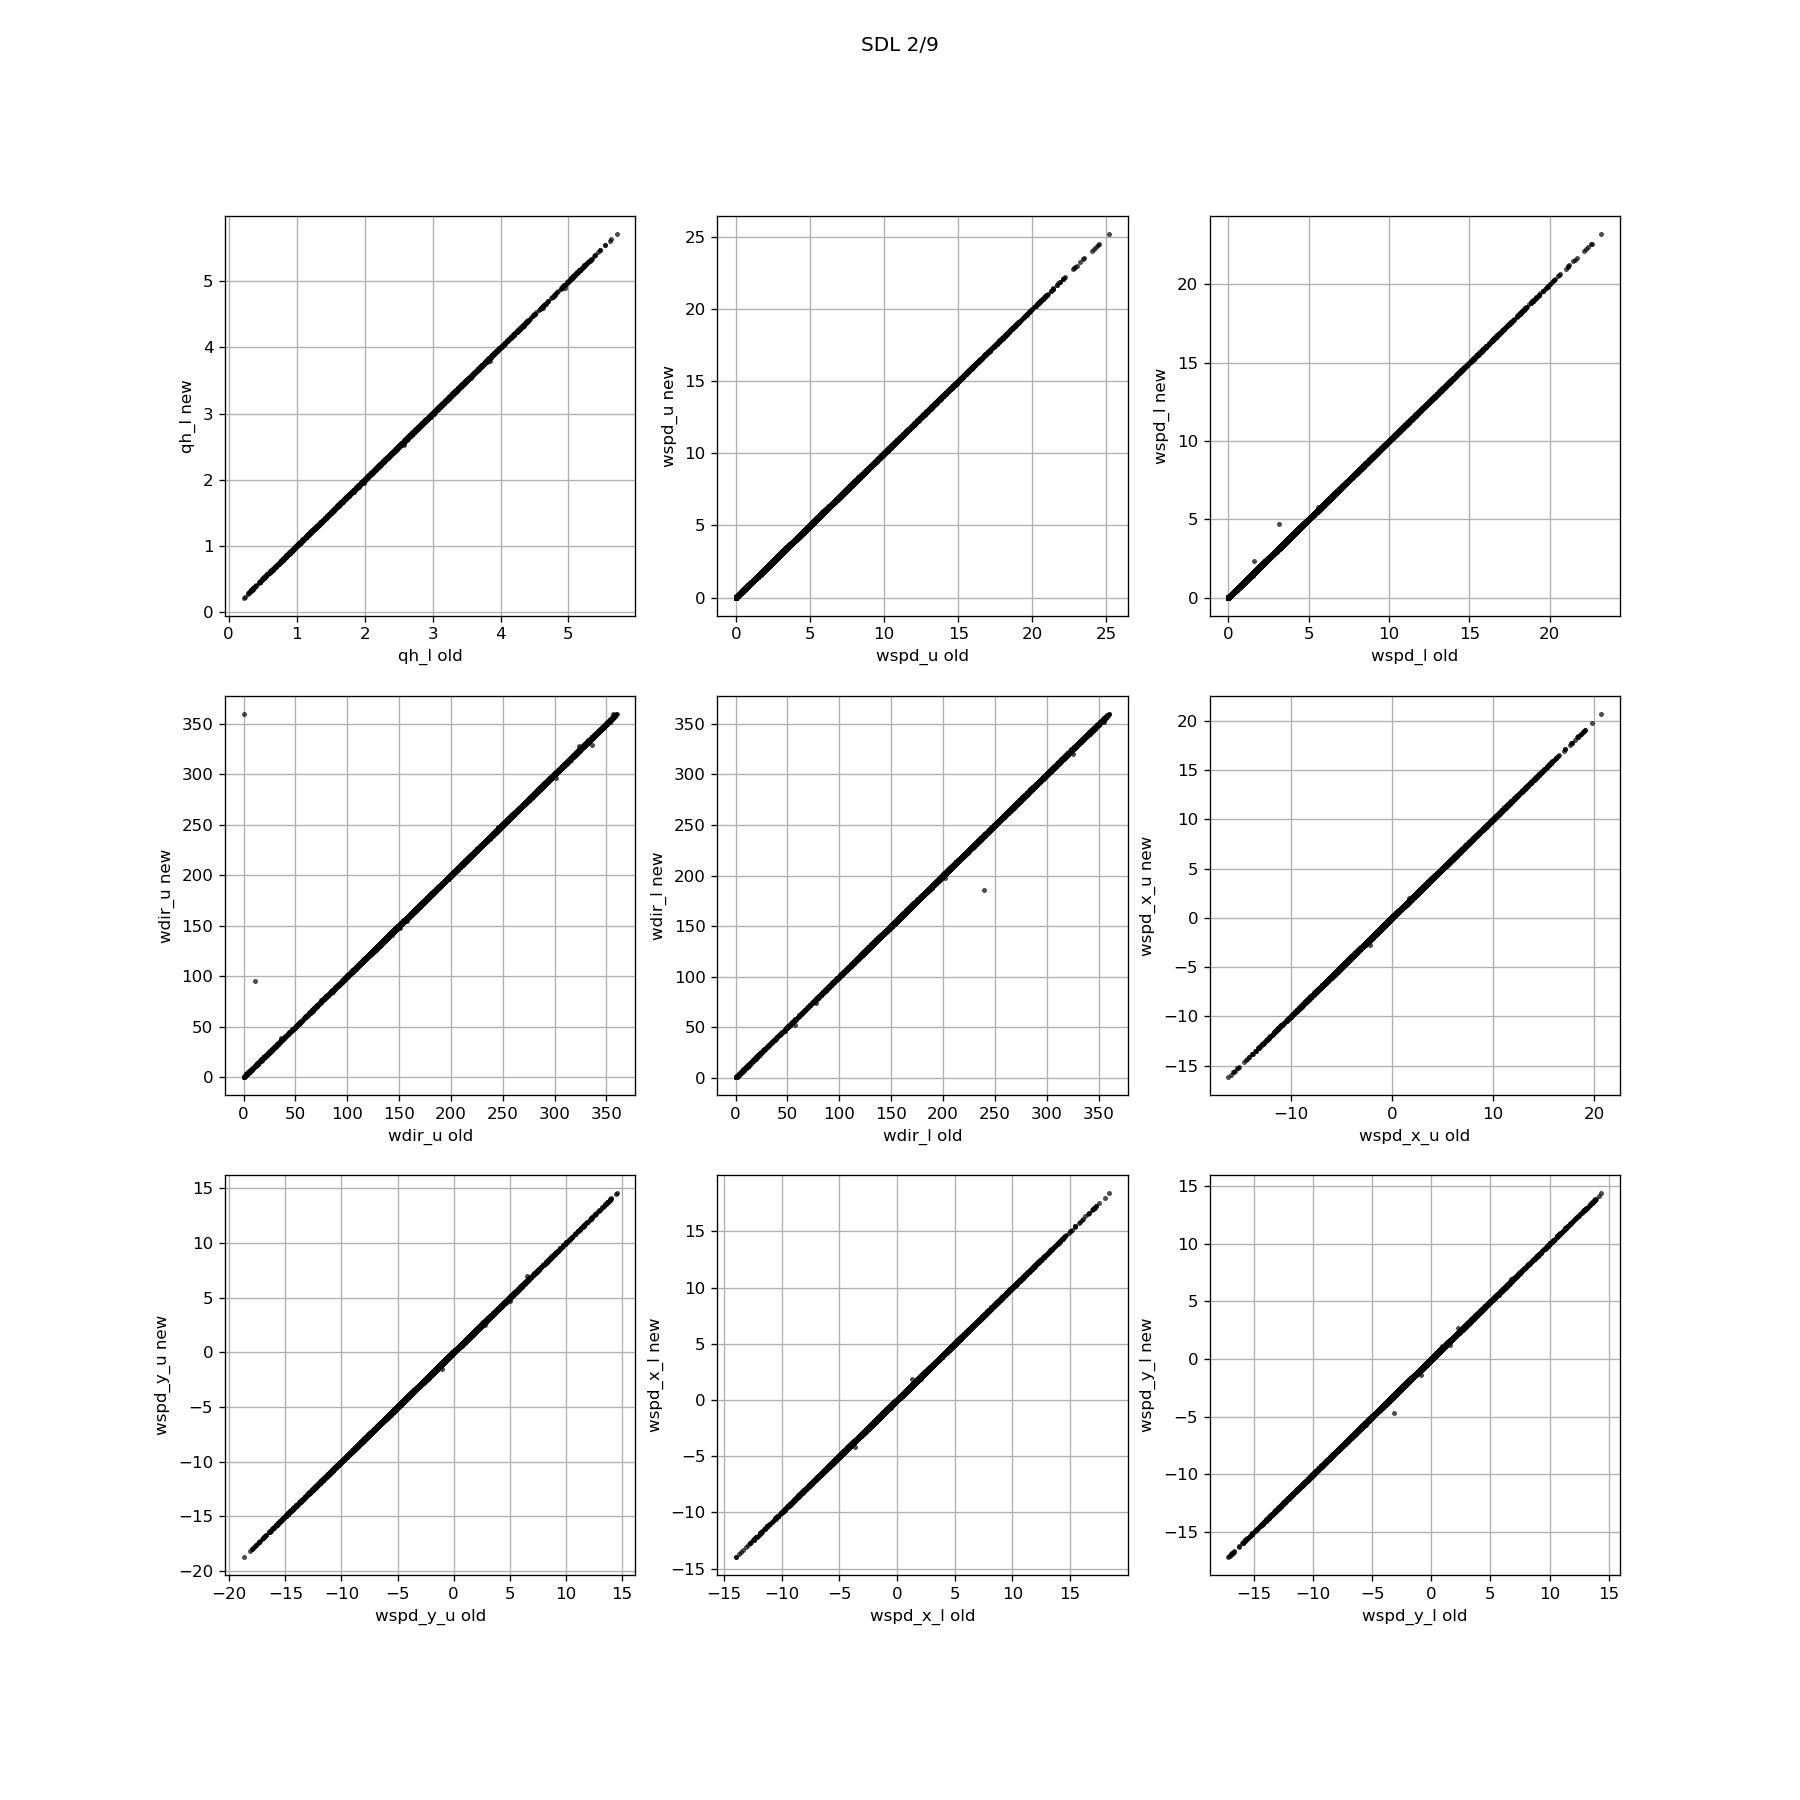 SDL 2/9
5
4
3
2
1
0
qh_l new
0 1 2 3 4 5
qh_l old
25
20
15
10
5
0
wspd_u new
0 5 10 15 20 25
wspd_u old
20
15
10
5
0
wspd_l new
0 5 10 15 20
wspd_l old
350
300
250
200
150
100
50
0
wdir_u new
0 50 100 150 200 250 300 350
wdir_u old
350
300
250
200
150
100
50
0
wdir_l new
0 50 100 150 200 250 300 350
wdir_l old
20
15
10
5
0
−5
−10
−15
wspd_x_u new
−10 0 10 20
wspd_x_u old
15
10
5
0
−5
−10
−15
−20
wspd_y_u new
−20 −15 −10 −5 0 5 10 15
wspd_y_u old
15
10
5
0
−5
−10
−15
wspd_x_l new
−15 −10 −5 0 5 10 15
wspd_x_l old
15
10
5
0
−5
−10
−15
wspd_y_l new
−15 −10 −5 0 5 10 15
wspd_y_l old